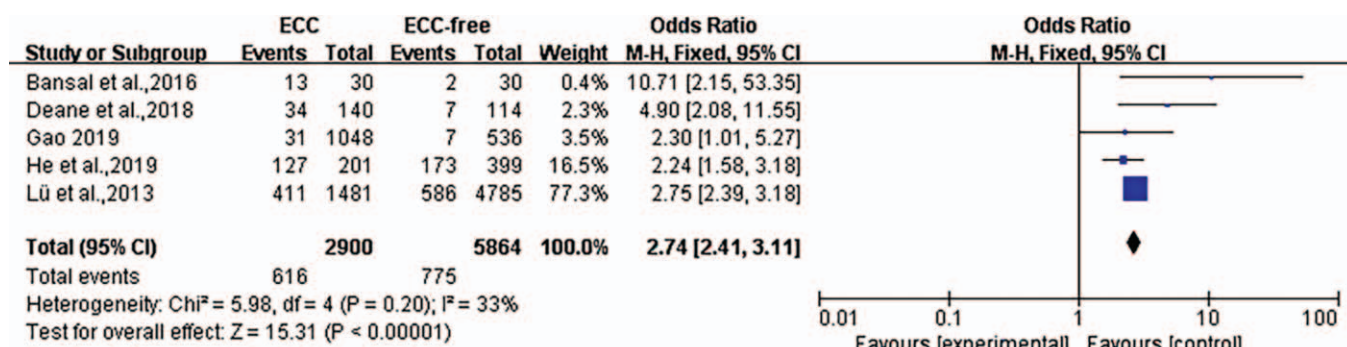 ECC ECC-free Odds Ratio Odds Ratio
Study or Subgroup Events Total Events Total Weight M-H, Fixed, 95% CI M-H, Fixed, 95% CI
Bansal et al.,2016 13 30 2 30 0.4% 10.71 [2.15, 53.35]
Deane et al.,2018 34 140 7 114 2.3% 4.90 [2.08, 11.55]
Gao 2019 31 1048 7 536 3.5% 2.30 [1.01, 5.27]
He et al.,2019 127 201 173 399 16.5% 2.24 [1.58, 3.18]
Lü et al.,2013 411 1481 586 4785 77.3% 2.75 [2.39, 3.18]
Total (95% CI) 2900 5864 100.0% 2.74 [2.41, 3.11]
Total events 616 775
Heterogeneity: Chi² = 5.98, df = 4 (P = 0.20); I² = 33%
Test for overall effect: Z = 15.31 (P < 0.00001)
0.01 0.1 1 10 100
Favours [experimental] Favours [control]